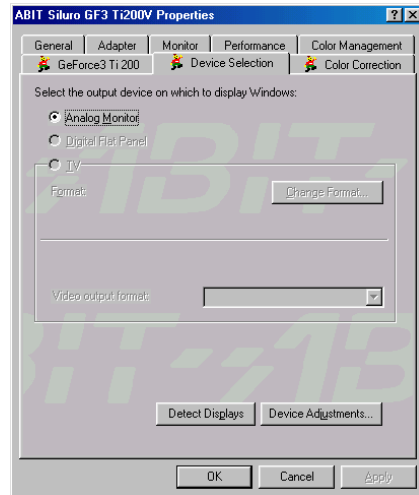 ABIT Siluro GF3 Ti200V Properties
General Adapter Monitor Performance Color Management
GeForce3 Ti 200 Device Selection Color Correction
Select the output device on which to display Windows:
Analog Monitor
Digital Flat Panel
TV
Format: Change Format...
Video output format:
Detect Displays Device Adjustments...
OK Cancel Apply
ABIT